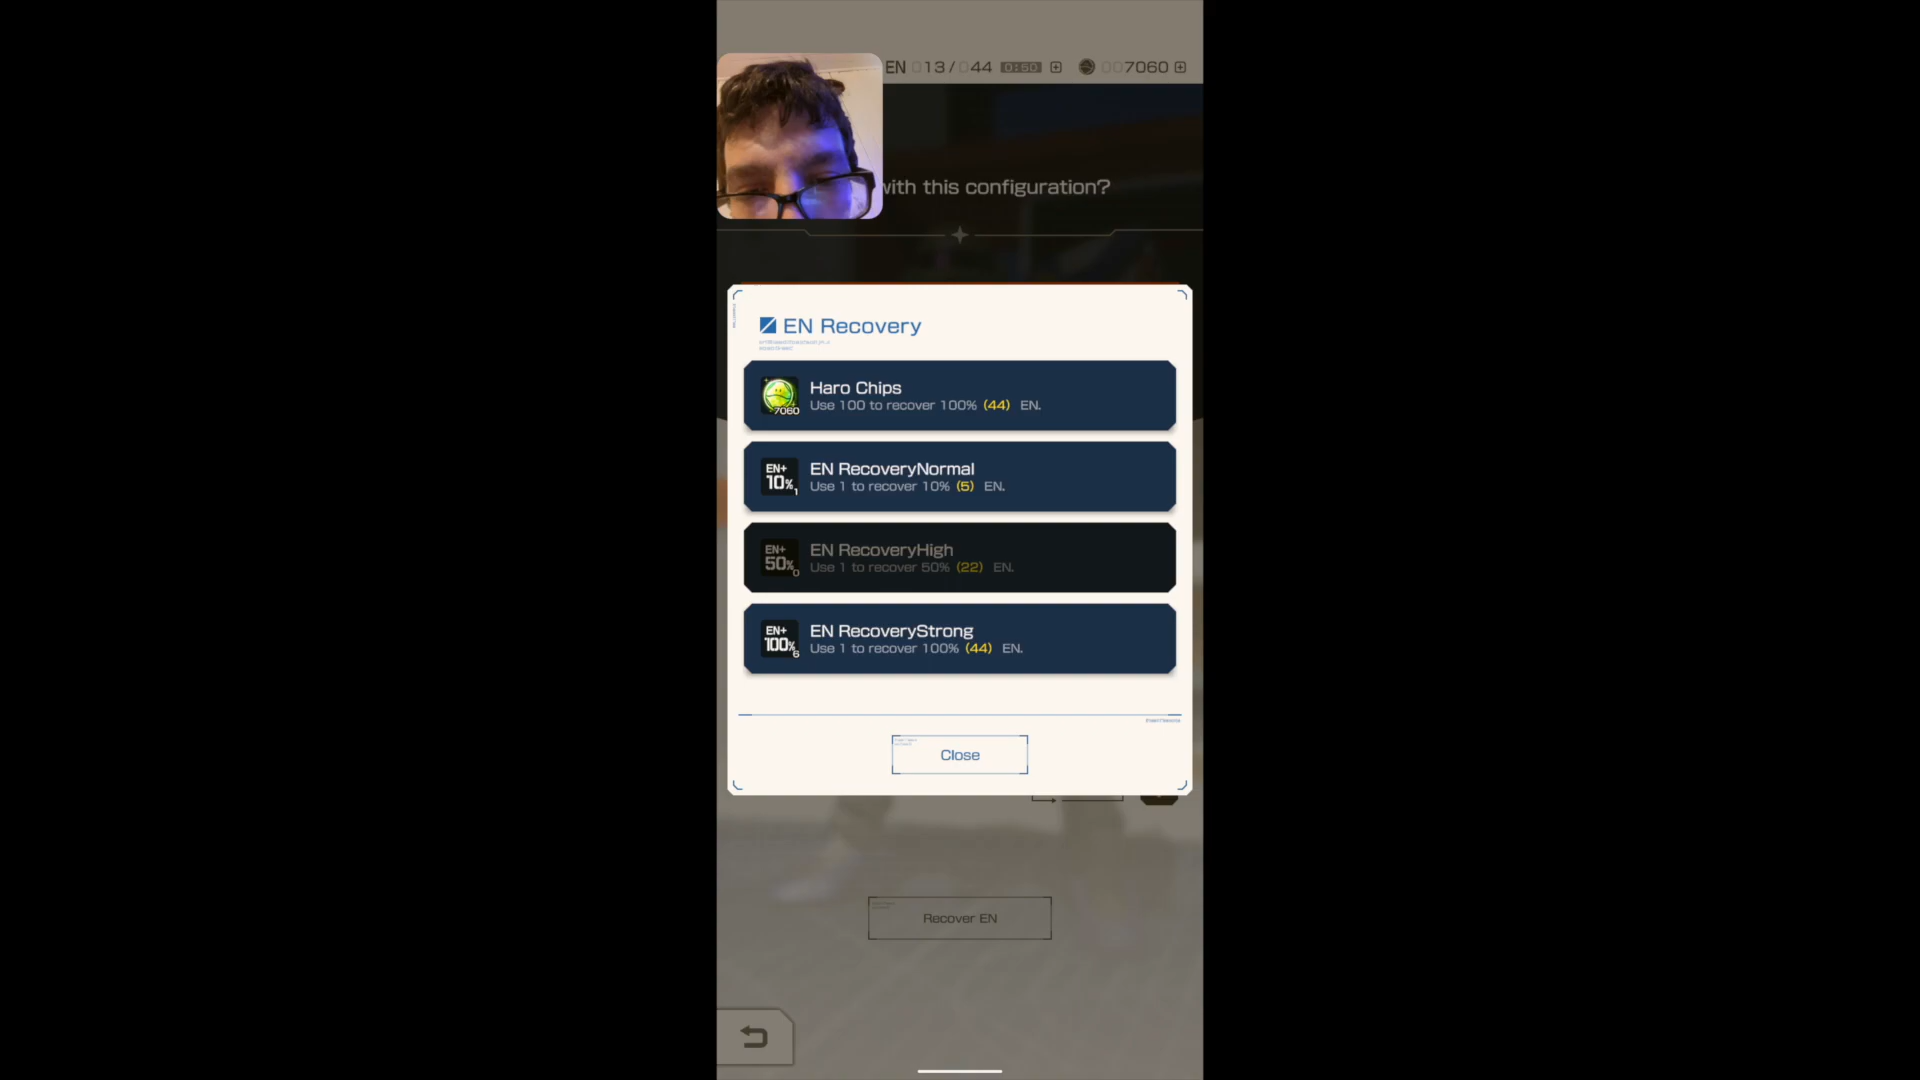 EN 013/044 0:50 007060
with this configuration?
EN Recovery
Haro Chips
7060
Use 100 to recover 100% (44) EN.
EN RecoveryNormal
EN+
10%
1
Use 1 to recover 10% (5) EN.
EN RecoveryHigh
EN+
50%
0
Use 1 to recover 50% (22) EN.
EN RecoveryStrong
EN+
100%
6
Use 1 to recover 100% (44) EN.
Close
Recover EN